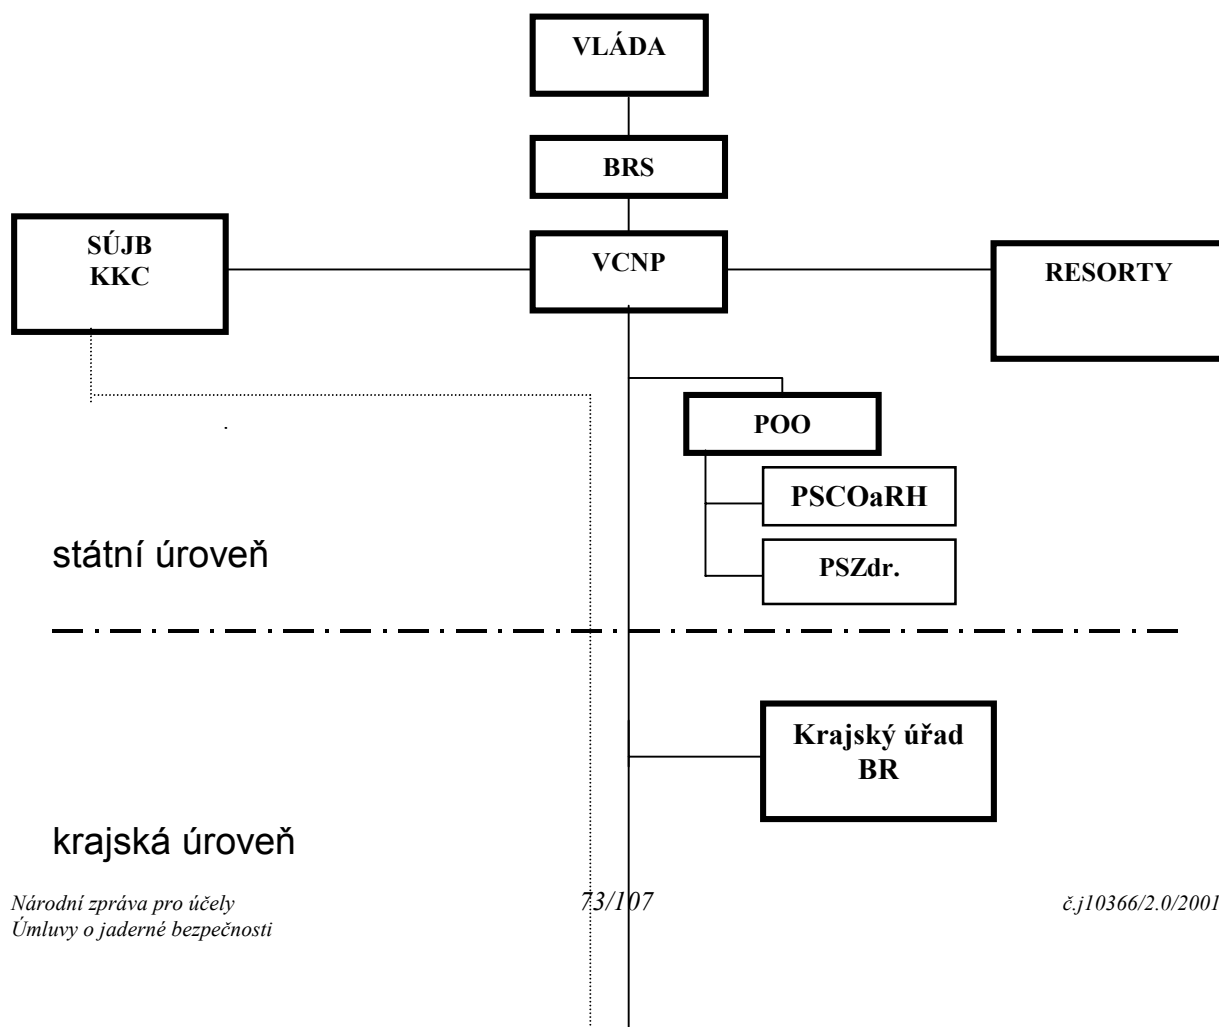 VLÁDA
BRS
SÚJB
KKC
VCNP
RESORTY
POO
PSCOaRH
státní úroveň
PSZdr.
Krajský úřad
BR
krajská úroveň
Národní zpráva pro účely
Úmluvy o jaderné bezpečnosti
73/107
č.j10366/2.0/2001